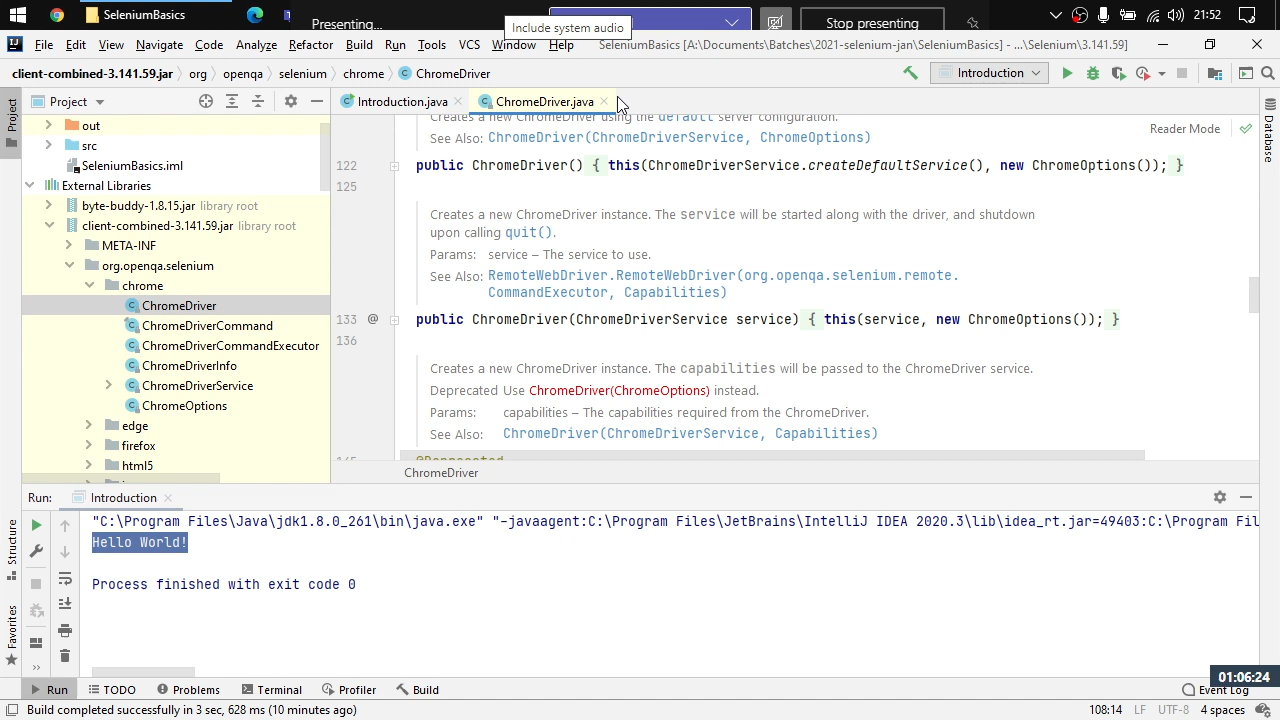 SeleniumBasics
Presenting...
Include system audio
Stop presenting
21:52
File Edit View Navigate Code Analyze Refactor Build Run Tools VCS Window Help SeleniumBasics [A:\Documents\Batches\2021-selenium-jan\SeleniumBasics] - ...\Selenium\3.141.59]
client-combined-3.141.59.jar org openqa selenium chrome ChromeDriver Introduction
Project
Project
Introduction.java
ChromeDriver.java
Database
out
src
SeleniumBasics.iml
External Libraries
byte-buddy-1.8.15.jar library root
client-combined-3.141.59.jar library root
META-INF
org.openqa.selenium
chrome
ChromeDriver
ChromeDriverCommand
ChromeDriverCommandExecutor
ChromeDriverInfo
ChromeDriverService
ChromeOptions
edge
firefox
html5
Creates a new ChromeDriver using the default server configuration.
Reader Mode
See Also: ChromeDriver(ChromeDriverService, ChromeOptions)
122 public ChromeDriver() { this(ChromeDriverService.createDefaultService(), new ChromeOptions()); }
125
Creates a new ChromeDriver instance. The service will be started along with the driver, and shutdown
upon calling quit().
Params: service – The service to use.
See Also: RemoteWebDriver.RemoteWebDriver(org.openqa.selenium.remote.
CommandExecutor, Capabilities)
133 @ public ChromeDriver(ChromeDriverService service) { this(service, new ChromeOptions()); }
136
Creates a new ChromeDriver instance. The capabilities will be passed to the ChromeDriver service.
Deprecated Use ChromeDriver(ChromeOptions) instead.
Params: capabilities – The capabilities required from the ChromeDriver.
See Also: ChromeDriver(ChromeDriverService, Capabilities)
145 @Deprecated
ChromeDriver
Run: Introduction
"C:\Program Files\Java\jdk1.8.0_261\bin\java.exe" "-javaagent:C:\Program Files\JetBrains\IntelliJ IDEA 2020.3\lib\idea_rt.jar=49403:C:\Program Fil
Hello World!
Process finished with exit code 0
Structure
Favorites
01:06:24
Run TODO Problems Terminal Profiler Build Event Log
Build completed successfully in 3 sec, 628 ms (10 minutes ago) 108:14 LF UTF-8 4 spaces